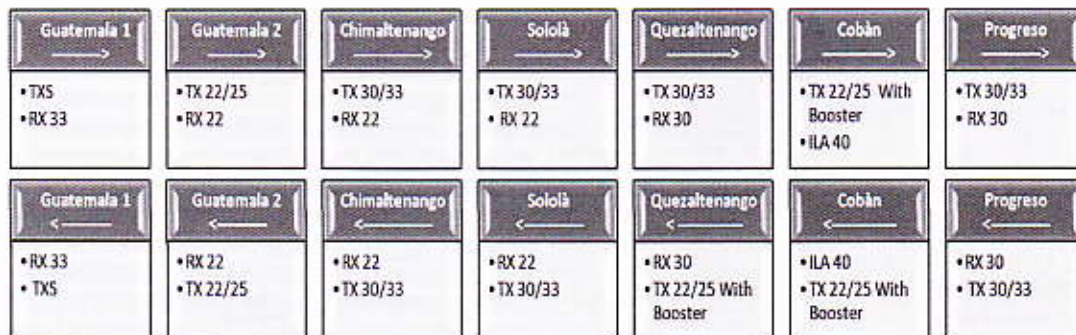 Guatemala 1
Guatemala 2
Chimaltenango
Sololà
Quezaltenango
Cobàn
Progreso
• TXS
• RX 33
• TX 22/25
• RX 22
• TX 30/33
• RX 22
• TX 30/33
• RX 22
• TX 30/33
• RX 30
• TX 22/25 With
Booster
• ILA 40
• TX 30/33
• RX 30
Guatemala 1
Guatemala 2
Chimaltenango
Sololà
Quezaltenango
Cobàn
Progreso
• RX 33
• TXS
• RX 22
• TX 22/25
• RX 22
• TX 30/33
• RX 22
• TX 30/33
• RX 30
• TX 22/25 With
Booster
• ILA 40
• TX 22/25 With
Booster
• RX 30
• TX 30/33